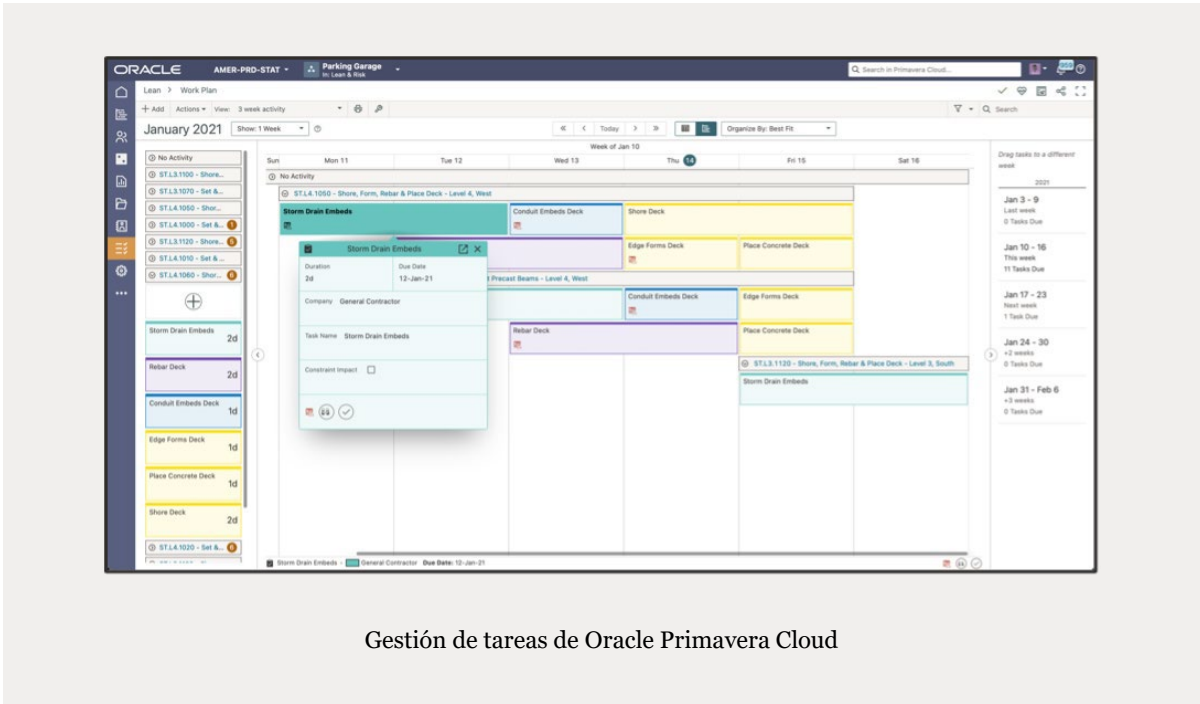 ORACLE AMER-PRD-STAT Parking Garage
In: Lean & Risk
Search in Primavera Cloud...
Lean > Work Plan
+ Add Actions View: 3 week activity
Search
January 2021 Show: 1 Week
Today
Organize By: Best Fit
No Activity
ST.L3.1100 - Shore...
ST.L3.1070 - Set &...
ST.L4.1050 - Shor...
ST.L4.1000 - Set &... 1
ST.L3.1120 - Shore...
ST.L4.1010 - Set & ...
ST.L4.1060 - Shor...
Storm Drain Embeds
2d
Rebar Deck
2d
Conduit Embeds Deck
1d
Edge Forms Deck
1d
Place Concrete Deck
1d
Shore Deck
2d
ST.L4.1020 - Set &...
Week of Jan 10
Sun Mon 11 Tue 12 Wed 13 Thu 14 Fri 15 Sat 16
No Activity
ST.L4.1050 - Shore, Form, Rebar & Place Deck - Level 4, West
Storm Drain Embeds
Conduit Embeds Deck
Shore Deck
Edge Forms Deck
Place Concrete Deck
Precast Beams - Level 4, West
Conduit Embeds Deck
Edge Forms Deck
Rebar Deck
Place Concrete Deck
ST.L3.1120 - Shore, Form, Rebar & Place Deck - Level 3, South
Storm Drain Embeds
Storm Drain Embeds
Duration
2d
Due Date
12-Jan-21
Company General Contractor
Task Name Storm Drain Embeds
Constraint Impact
Storm Drain Embeds - General Contractor Due Date: 12-Jan-21
Drag tasks to a different
week
2021
Jan 3 - 9
Last week
0 Tasks Due
Jan 10 - 16
This week
11 Tasks Due
Jan 17 - 23
Next week
1 Task Due
Jan 24 - 30
+2 weeks
0 Tasks Due
Jan 31 - Feb 6
+3 weeks
0 Tasks Due
Gestión de tareas de Oracle Primavera Cloud